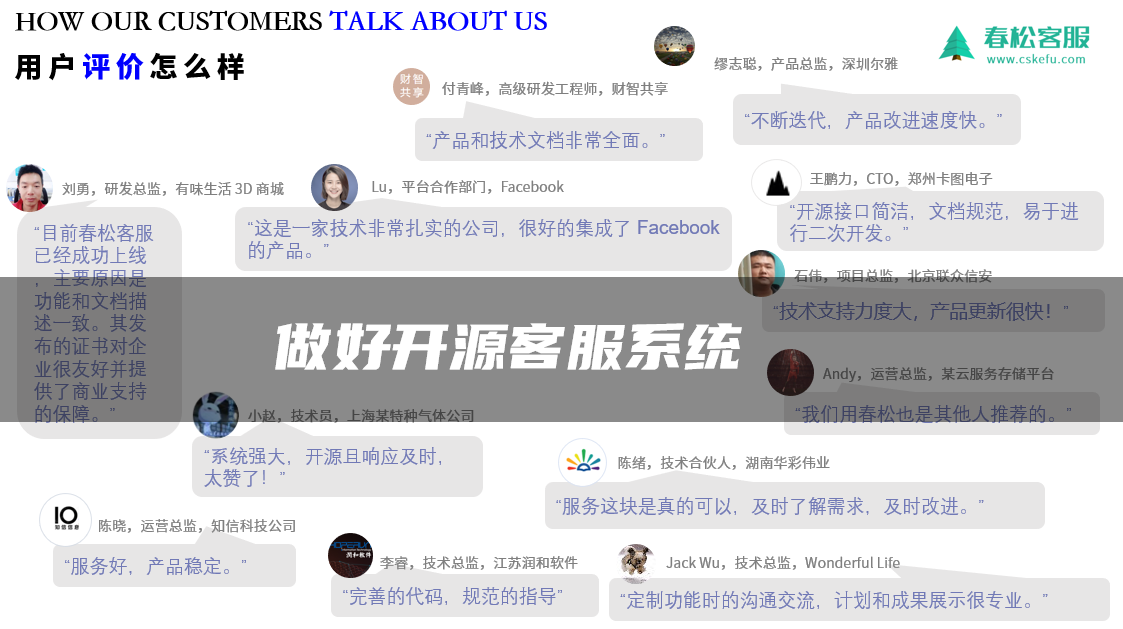 HOW OUR CUSTOMERS TALK ABOUT US
用户评价怎么样
春松客服
www.cskefu.com
缪志聪，产品总监，深圳尔雅
“不断迭代，产品改进速度快。”
财智
共享
付青峰，高级研发工程师，财智共享
“产品和技术文档非常全面。”
刘勇，研发总监，有味生活 3D 商城
“目前春松客服
已经成功上线
，主要原因是
功能和文档描
述一致。其发
布的证书对企
业很友好并提
供了商业支持
的保障。”
Lu，平台合作部门，Facebook
“这是一家技术非常扎实的公司，很好的集成了 Facebook
的产品。”
王鹏力，CTO，郑州卡图电子
“开源接口简洁，文档规范，易于进
行二次开发。”
石伟，项目总监，北京联众信安
“技术支持力度大，产品更新很快！”
做好开源客服系统
Andy，运营总监，某云服务存储平台
“我们用春松也是其他人推荐的。”
小赵，技术员，上海某特种气体公司
“系统强大，开源且响应及时，
太赞了！”
陈绪，技术合伙人，湖南华彩伟业
“服务这块是真的可以，及时了解需求，及时改进。”
IO
知信信息
陈晓，运营总监，知信科技公司
“服务好，产品稳定。”
润和软件
李睿，技术总监，江苏润和软件
“完善的代码，规范的指导”
Jack Wu，技术总监，Wonderful Life
“定制功能时的沟通交流，计划和成果展示很专业。”